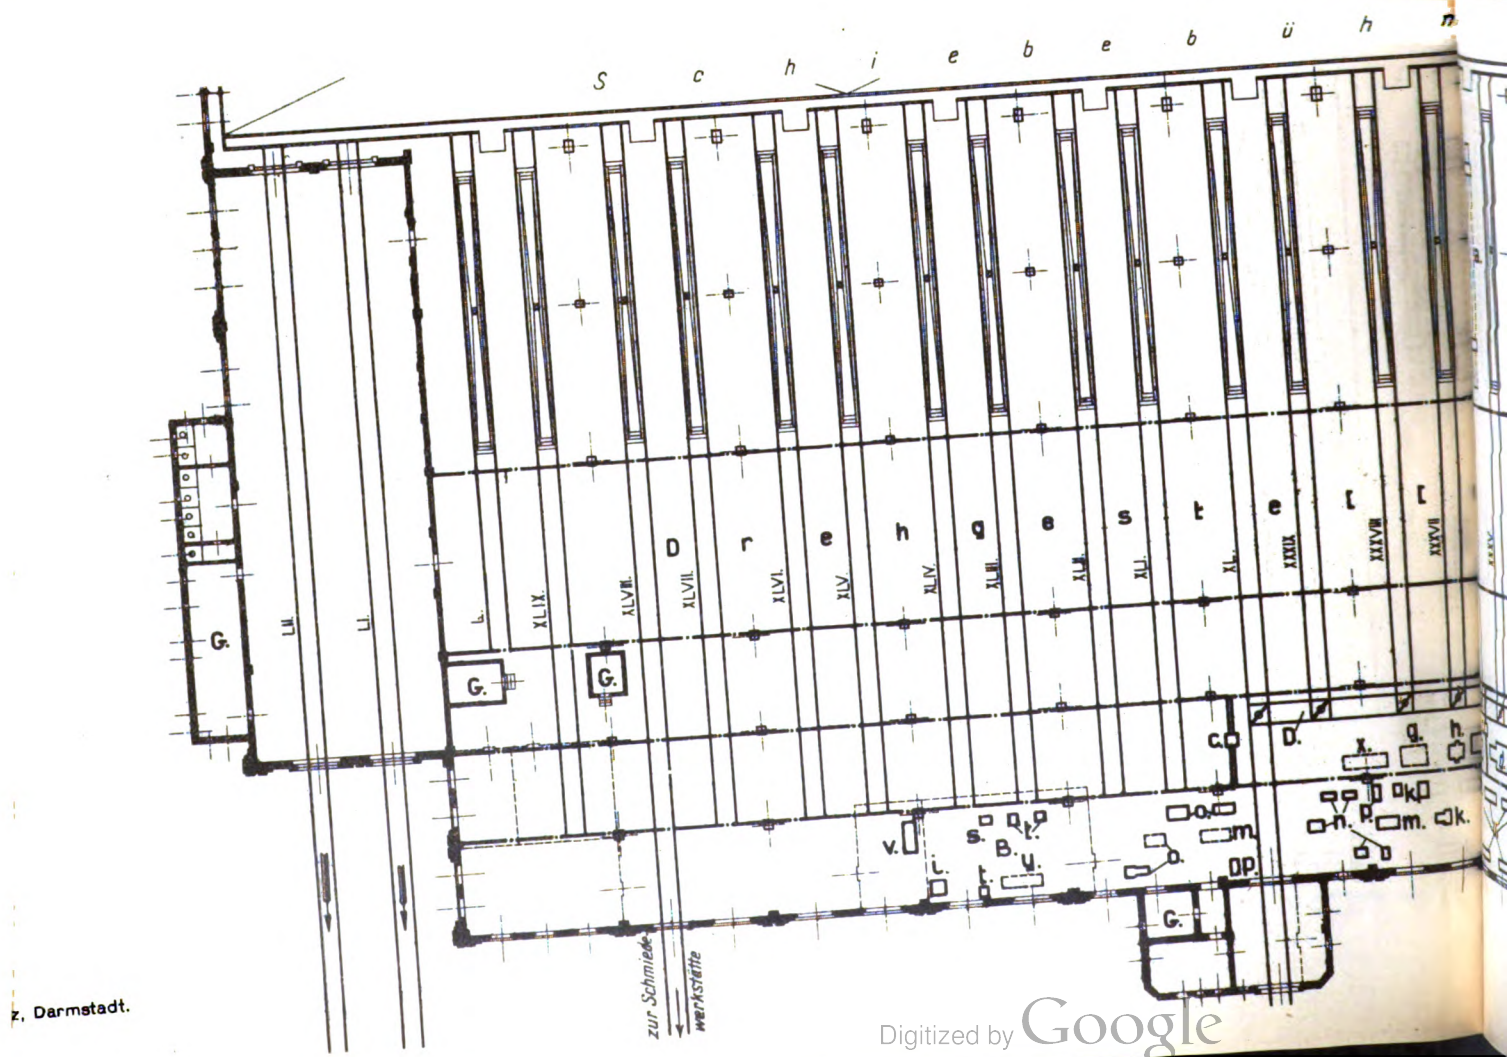 S c h i e b e b ü h n
D r e h g e s t e l l
LII. LI. L. XLIX. XLVIII. XLVII. XLVI. XLV. XLIV. XLIII. XLII. XLI. XL. XXXIX XXXVIII XXXVII XXXV
G.
G. G.
c. D. x. g. h.
n. p. k. m. k.
v. s. t. B. u. i. r. o. m. o. p.
G.
zur Schmiede-
werkstätte
z, Darmstadt.
Digitized by Google